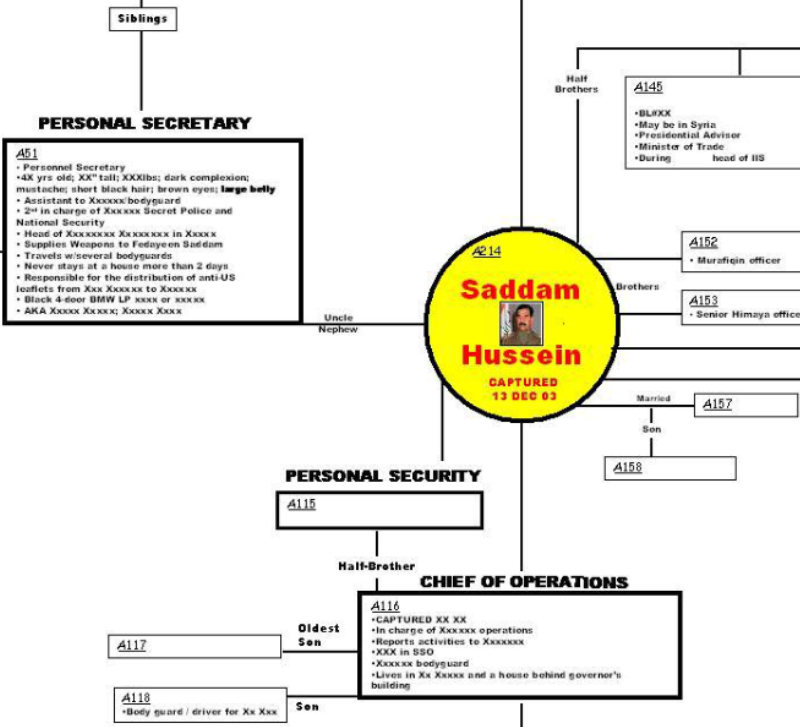 Siblings
PERSONAL SECRETARY
A51
• Personnel Secretary
•4X yrs old; XX" tall; XXXlbs; dark complexion;
mustache; short black hair; brown eyes; large belly
• Assistant to Xxxxxx/bodyguard
• 2nd in charge of Xxxxxx Secret Police and
National Security
• Head of Xxxxxxxx Xxxxxxxx in Xxxxx
• Supplies Weapons to Fedayeen Saddam
• Travels w/several bodyguards
• Never stays at a house more than 2 days
• Responsible for the distribution of anti-US
leaflets from Xxx Xxxxxx to Xxxxxx
• Black 4-door BMW LP xxxx or xxxxx
• AKA Xxxxx Xxxxx; Xxxxx Xxxx
Uncle
Nephew
Half
Brothers
A145
•BL#XX
•May be in Syria
•Presidential Advisor
•Minister of Trade
•During head of IIS
A214
Saddam
Hussein
CAPTURED
13 DEC 03
Brothers
A152
• Murafiqin officer
A153
• Senior Himaya office
Married
A157
Son
A158
PERSONAL SECURITY
A115
Half-Brother
CHIEF OF OPERATIONS
A116
•CAPTURED XX XX
•In charge of Xxxxxx operations
•Reports activities to Xxxxxxx
•XXX in SSO
•Xxxxxx bodyguard
•Lives in Xx Xxxxx and a house behind governor's
building
Oldest
Son
A117
A118
•Body guard / driver for Xx Xxx
Son